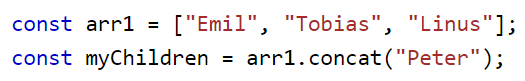 const arr1 = ["Emil", "Tobias", "Linus"];
const myChildren = arr1.concat("Peter");